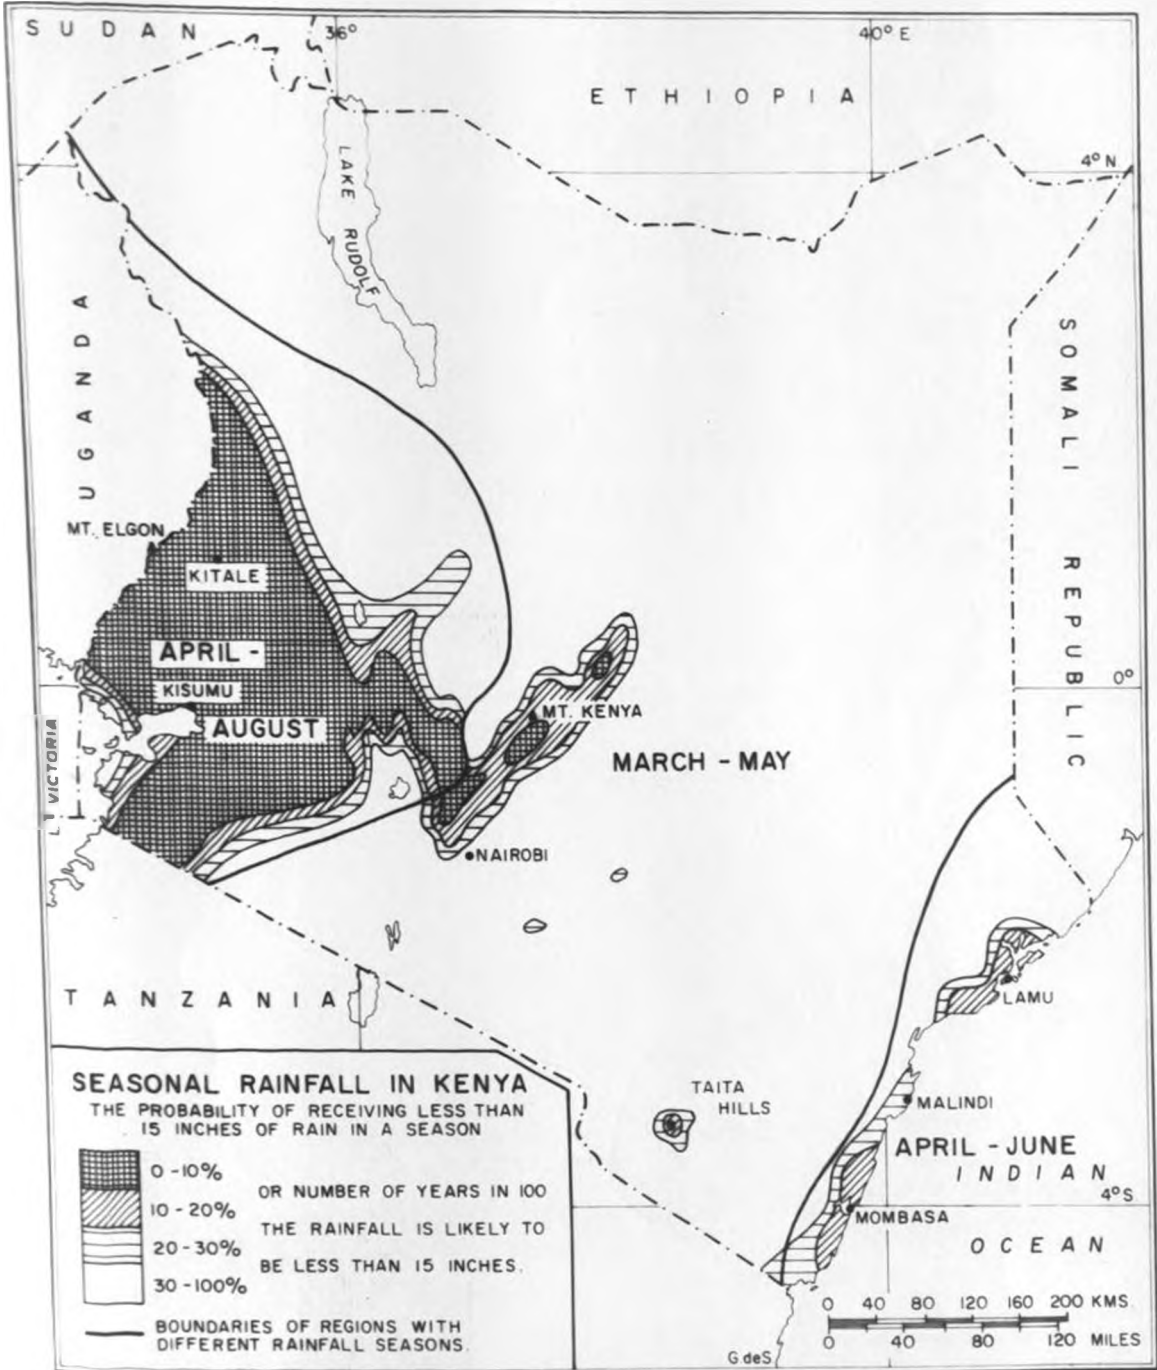 SUDAN
36°
40° E
ETHIOPIA
4° N
LAKE RUDOLF
UGANDA
SOMALI REPUBLIC
MT. ELGON
KITALE
APRIL -
KISUMU
AUGUST
0°
MT. KENYA
L. VICTORIA
MARCH - MAY
NAIROBI
TANZANIA
LAMU
TAITA
HILLS
MALINDI
APRIL - JUNE
INDIAN
4° S
MOMBASA
OCEAN
SEASONAL RAINFALL IN KENYA
THE PROBABILITY OF RECEIVING LESS THAN
15 INCHES OF RAIN IN A SEASON
0 - 10%
OR NUMBER OF YEARS IN 100
10 - 20%
THE RAINFALL IS LIKELY TO
20 - 30%
BE LESS THAN 15 INCHES.
30 - 100%
BOUNDARIES OF REGIONS WITH
DIFFERENT RAINFALL SEASONS.
0 40 80 120 160 200 KMS.
0 40 80 120 MILES
G. deS.